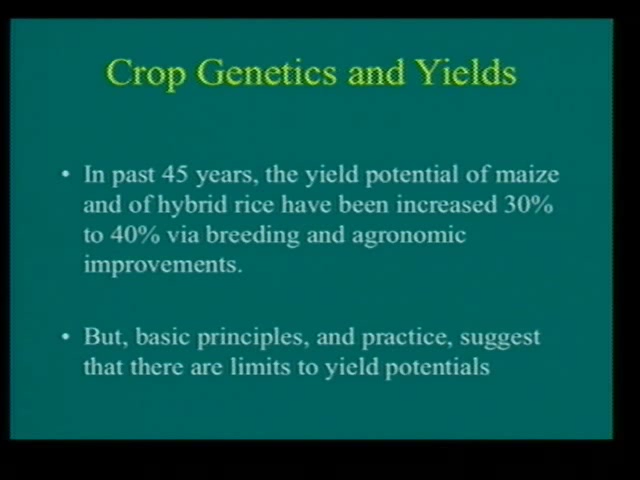 Crop Genetics and Yields
• In past 45 years, the yield potential of maize
and of hybrid rice have been increased 30%
to 40% via breeding and agronomic
improvements.
• But, basic principles, and practice, suggest
that there are limits to yield potentials